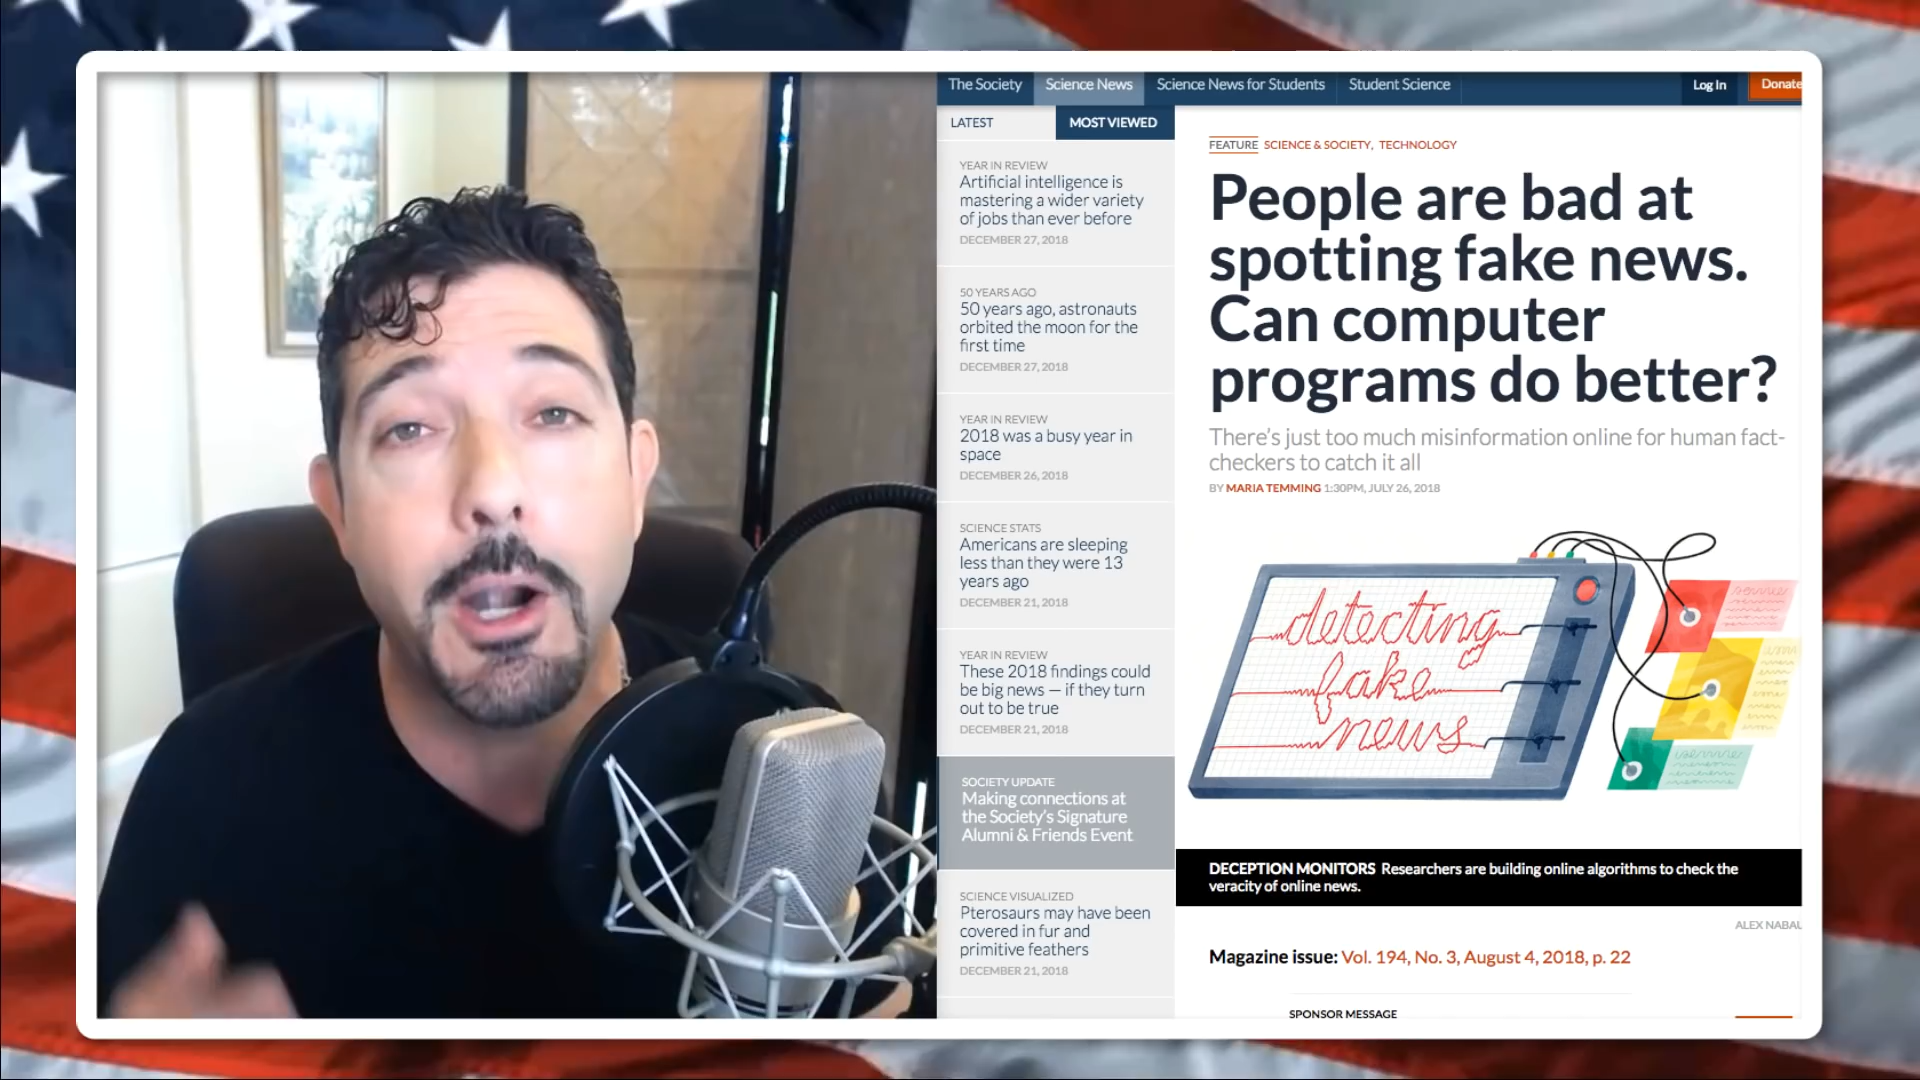 The Society
Science News
Science News for Students
Student Science
Log In
Donate
LATEST
MOST VIEWED
YEAR IN REVIEW
Artificial intelligence is
mastering a wider variety
of jobs than ever before
DECEMBER 27, 2018
50 YEARS AGO
50 years ago, astronauts
orbited the moon for the
first time
DECEMBER 27, 2018
YEAR IN REVIEW
2018 was a busy year in
space
DECEMBER 26, 2018
SCIENCE STATS
Americans are sleeping
less than they were 13
years ago
DECEMBER 21, 2018
YEAR IN REVIEW
These 2018 findings could
be big news — if they turn
out to be true
DECEMBER 21, 2018
SOCIETY UPDATE
Making connections at
the Society's Signature
Alumni & Friends Event
SCIENCE VISUALIZED
Pterosaurs may have been
covered in fur and
primitive feathers
DECEMBER 21, 2018
FEATURE SCIENCE & SOCIETY, TECHNOLOGY
People are bad at
spotting fake news.
Can computer
programs do better?
There's just too much misinformation online for human fact-
checkers to catch it all
BY MARIA TEMMING 1:30PM, JULY 26, 2018
detecting
fake
news
DECEPTION MONITORS Researchers are building online algorithms to check the
veracity of online news.
ALEX NABAU
Magazine issue: Vol. 194, No. 3, August 4, 2018, p. 22
SPONSOR MESSAGE